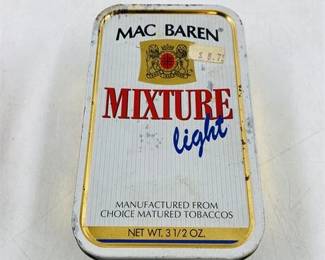 MAC BAREN®
MIXTURE
light
MANUFACTURED FROM
CHOICE MATURED TOBACCOS
NET WT. 3 1/2 OZ.